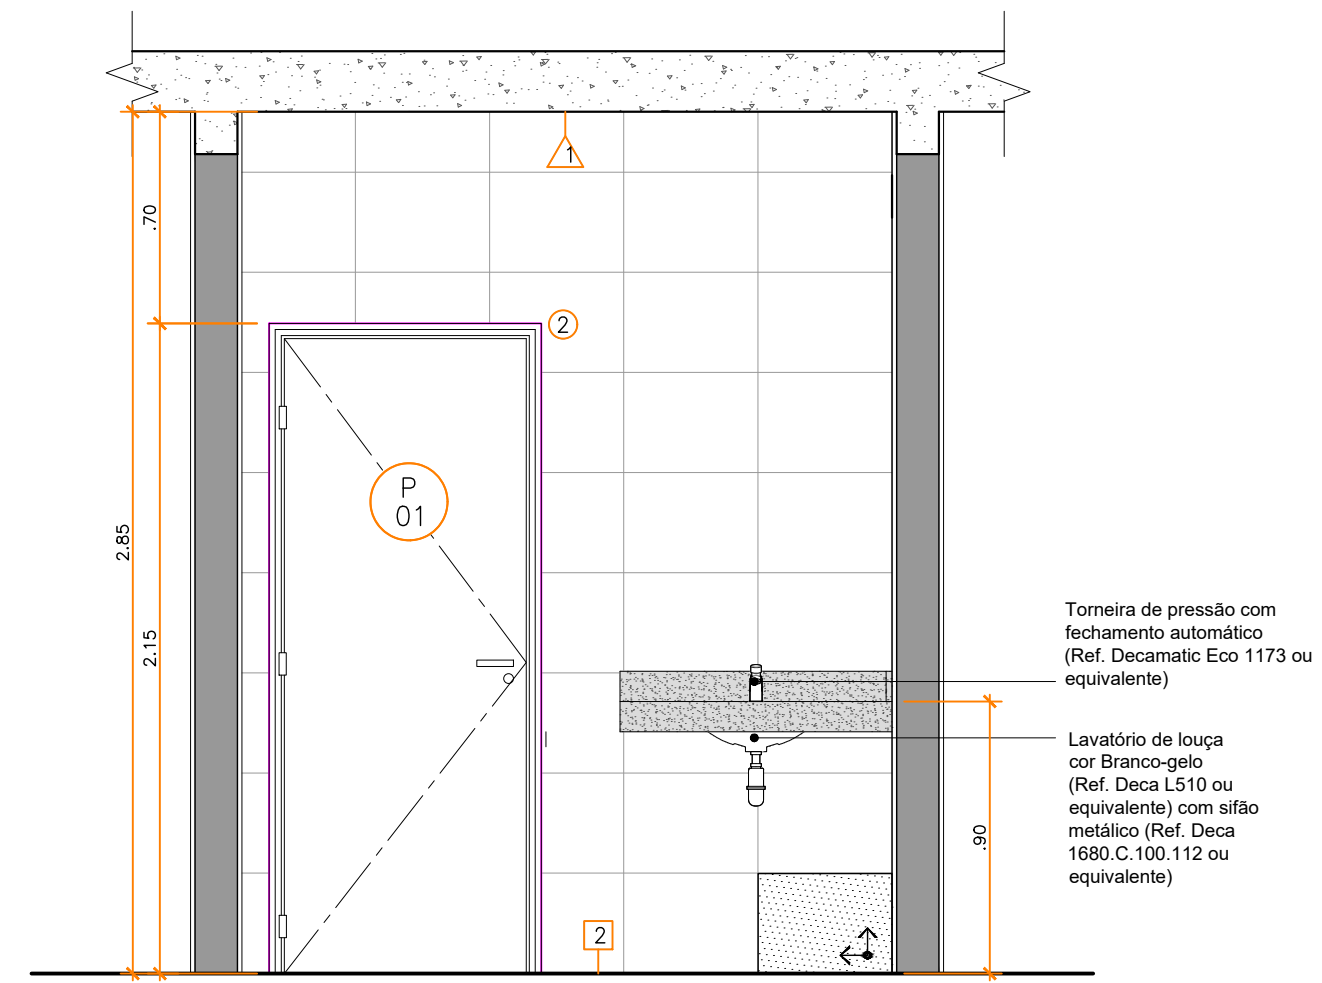 1
.70
2
P
01
2.85
2.15
Torneira de pressão com
fechamento automático
(Ref. Decamatic Eco 1173 ou
equivalente)
Lavatório de louça
cor Branco-gelo
(Ref. Deca L510 ou
equivalente) com sifão
metálico (Ref. Deca
1680.C.100.112 ou
equivalente)
.90
2